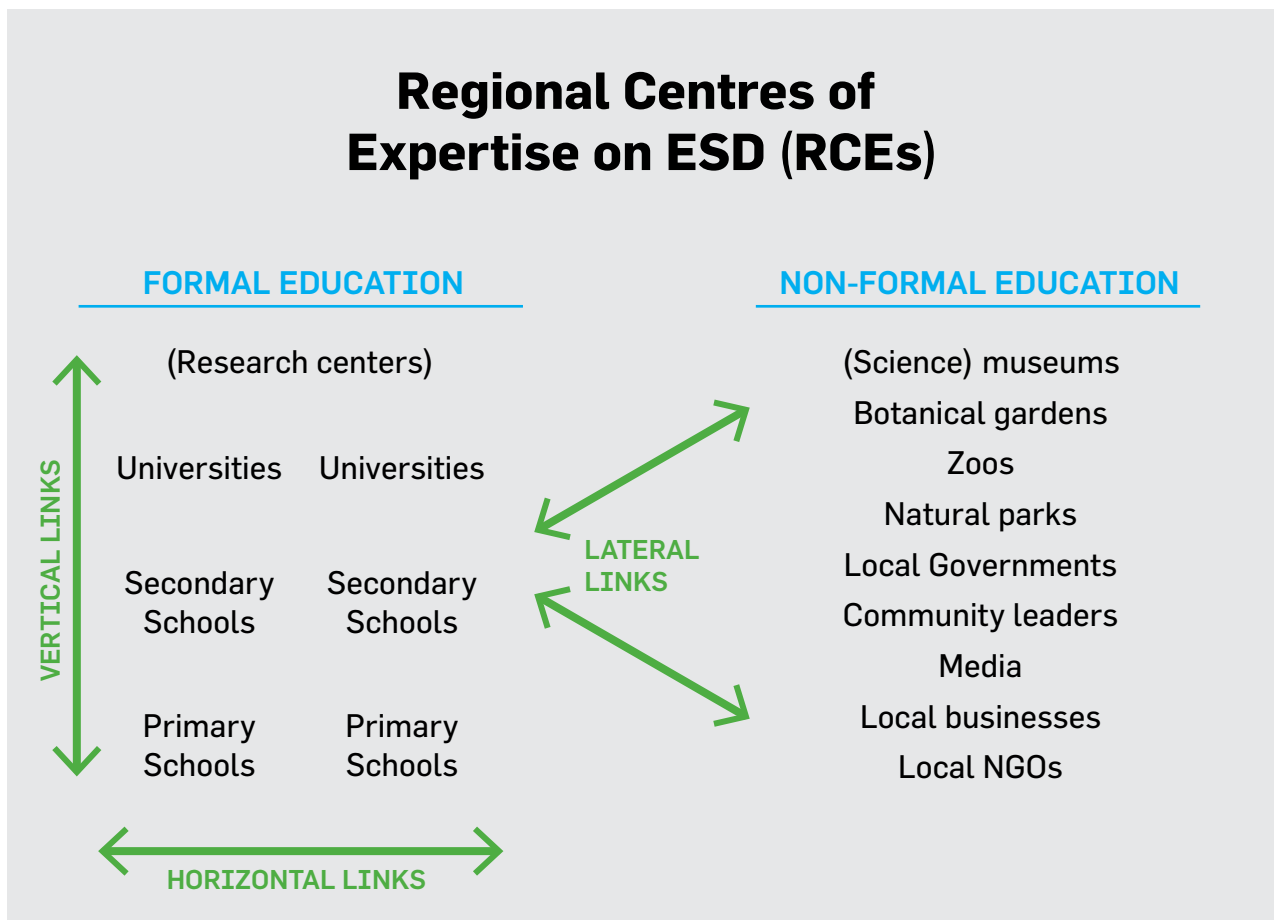 Regional Centres of
Expertise on ESD (RCEs)
FORMAL EDUCATION
(Research centers)
Universities Universities
Secondary Secondary
Schools Schools
Primary Primary
Schools Schools
VERTICAL LINKS
HORIZONTAL LINKS
LATERAL
LINKS
NON-FORMAL EDUCATION
(Science) museums
Botanical gardens
Zoos
Natural parks
Local Governments
Community leaders
Media
Local businesses
Local NGOs